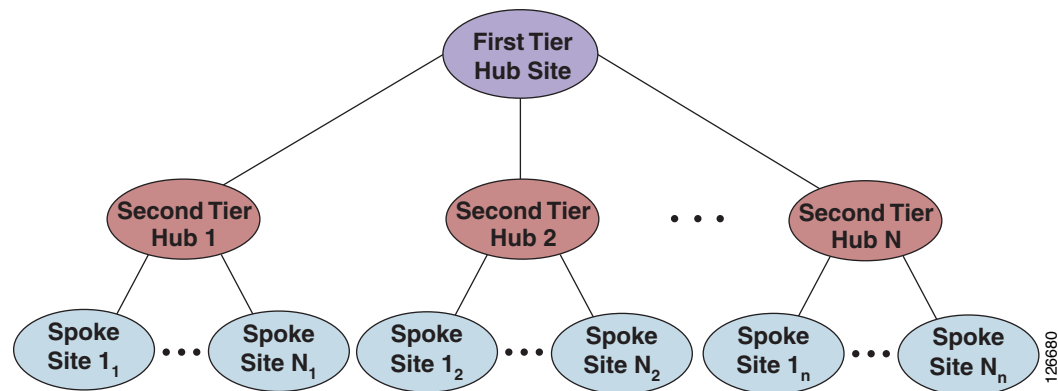 First Tier
Hub Site
Second Tier
Hub 1
Second Tier
Hub 2
• • •
Second Tier
Hub N
Spoke
Site 1₁
•••
Spoke
Site N₁
Spoke
Site 1₂
•••
Spoke
Site N₂
Spoke
Site 1ₙ
•••
Spoke
Site Nₙ
126680